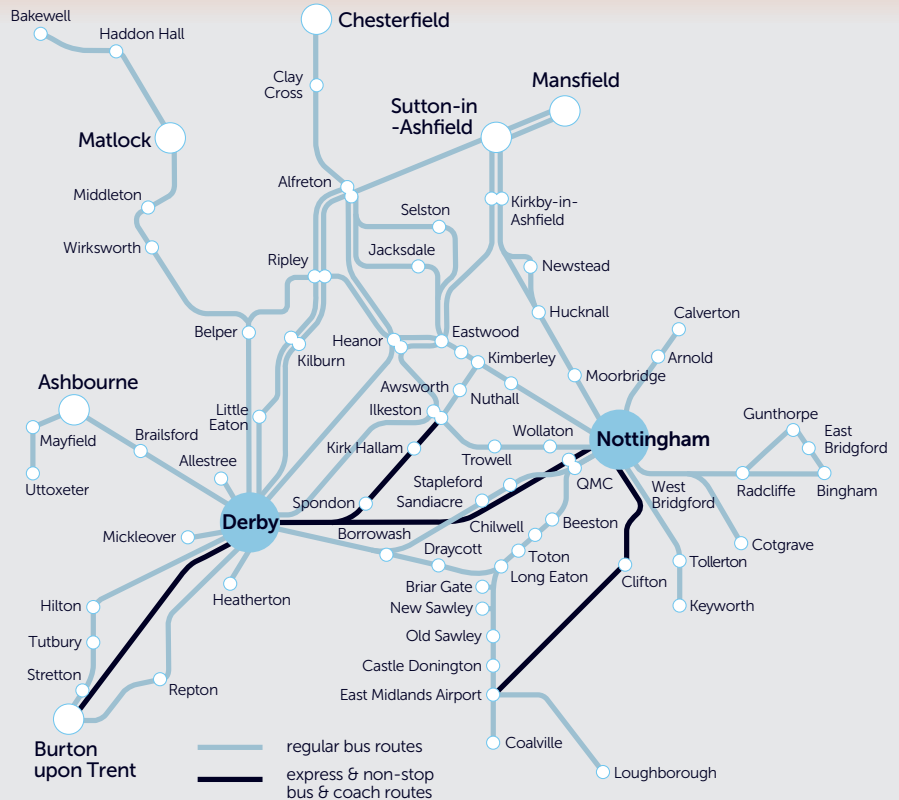 Bakewell
Haddon Hall
Chesterfield
Clay
Cross
Mansfield
Sutton-in
-Ashfield
Matlock
Middleton
Wirksworth
Alfreton
Selston
Jacksdale
Kirkby-in-
Ashfield
Ripley
Newstead
Hucknall
Belper
Kilburn
Heanor
Eastwood
Kimberley
Calverton
Arnold
Moorbridge
Ashbourne
Mayfield
Brailsford
Uttoxeter
Little
Eaton
Allestree
Awsworth
Ilkeston
Nuthall
Kirk Hallam
Wollaton
Trowell
Nottingham
Gunthorpe
East
Bridgford
Radcliffe
Bingham
Stapleford
Sandiacre
QMC
West
Bridgford
Spondon
Derby
Mickleover
Borrowash
Chilwell
Beeston
Draycott
Toton
Long Eaton
Cotgrave
Tollerton
Clifton
Keyworth
Heatherton
Briar Gate
New Sawley
Old Sawley
Castle Donington
East Midlands Airport
Hilton
Tutbury
Stretton
Repton
Burton
upon Trent
Coalville
Loughborough
regular bus routes
express & non-stop
bus & coach routes